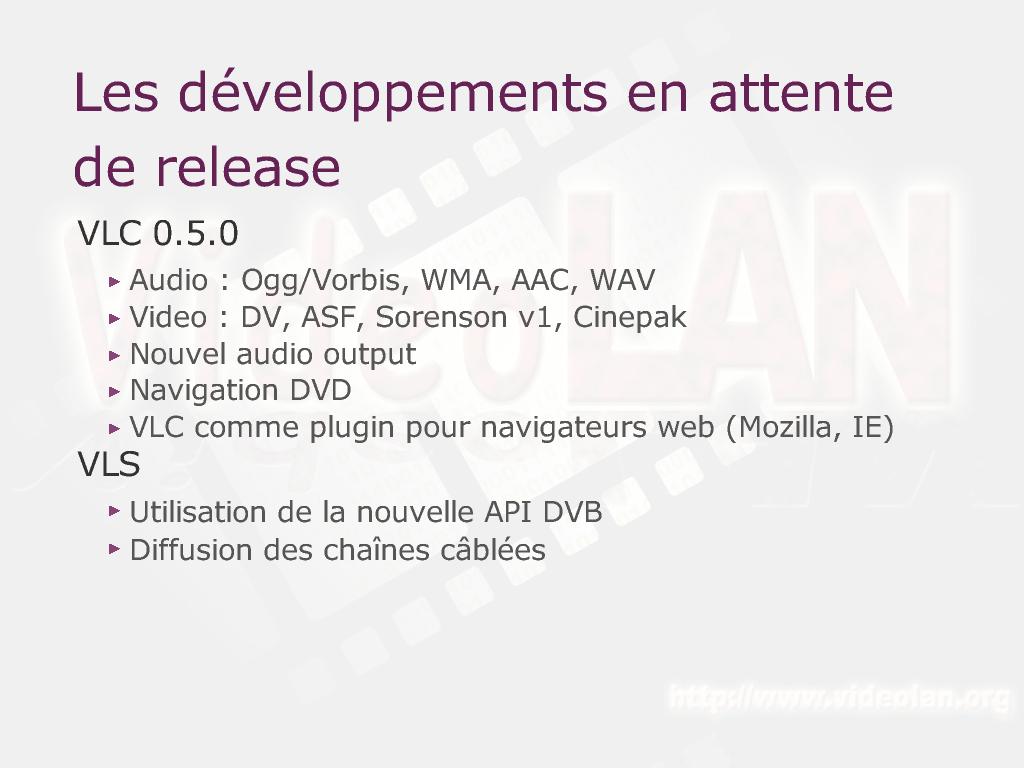 Les développements en attente
de release
VLC 0.5.0
Audio : Ogg/Vorbis, WMA, AAC, WAV
Video : DV, ASF, Sorenson v1, Cinepak
Nouvel audio output
Navigation DVD
VLC comme plugin pour navigateurs web (Mozilla, IE)
VLS
Utilisation de la nouvelle API DVB
Diffusion des chaînes câblées
VideoLAN
http://www.videolan.org